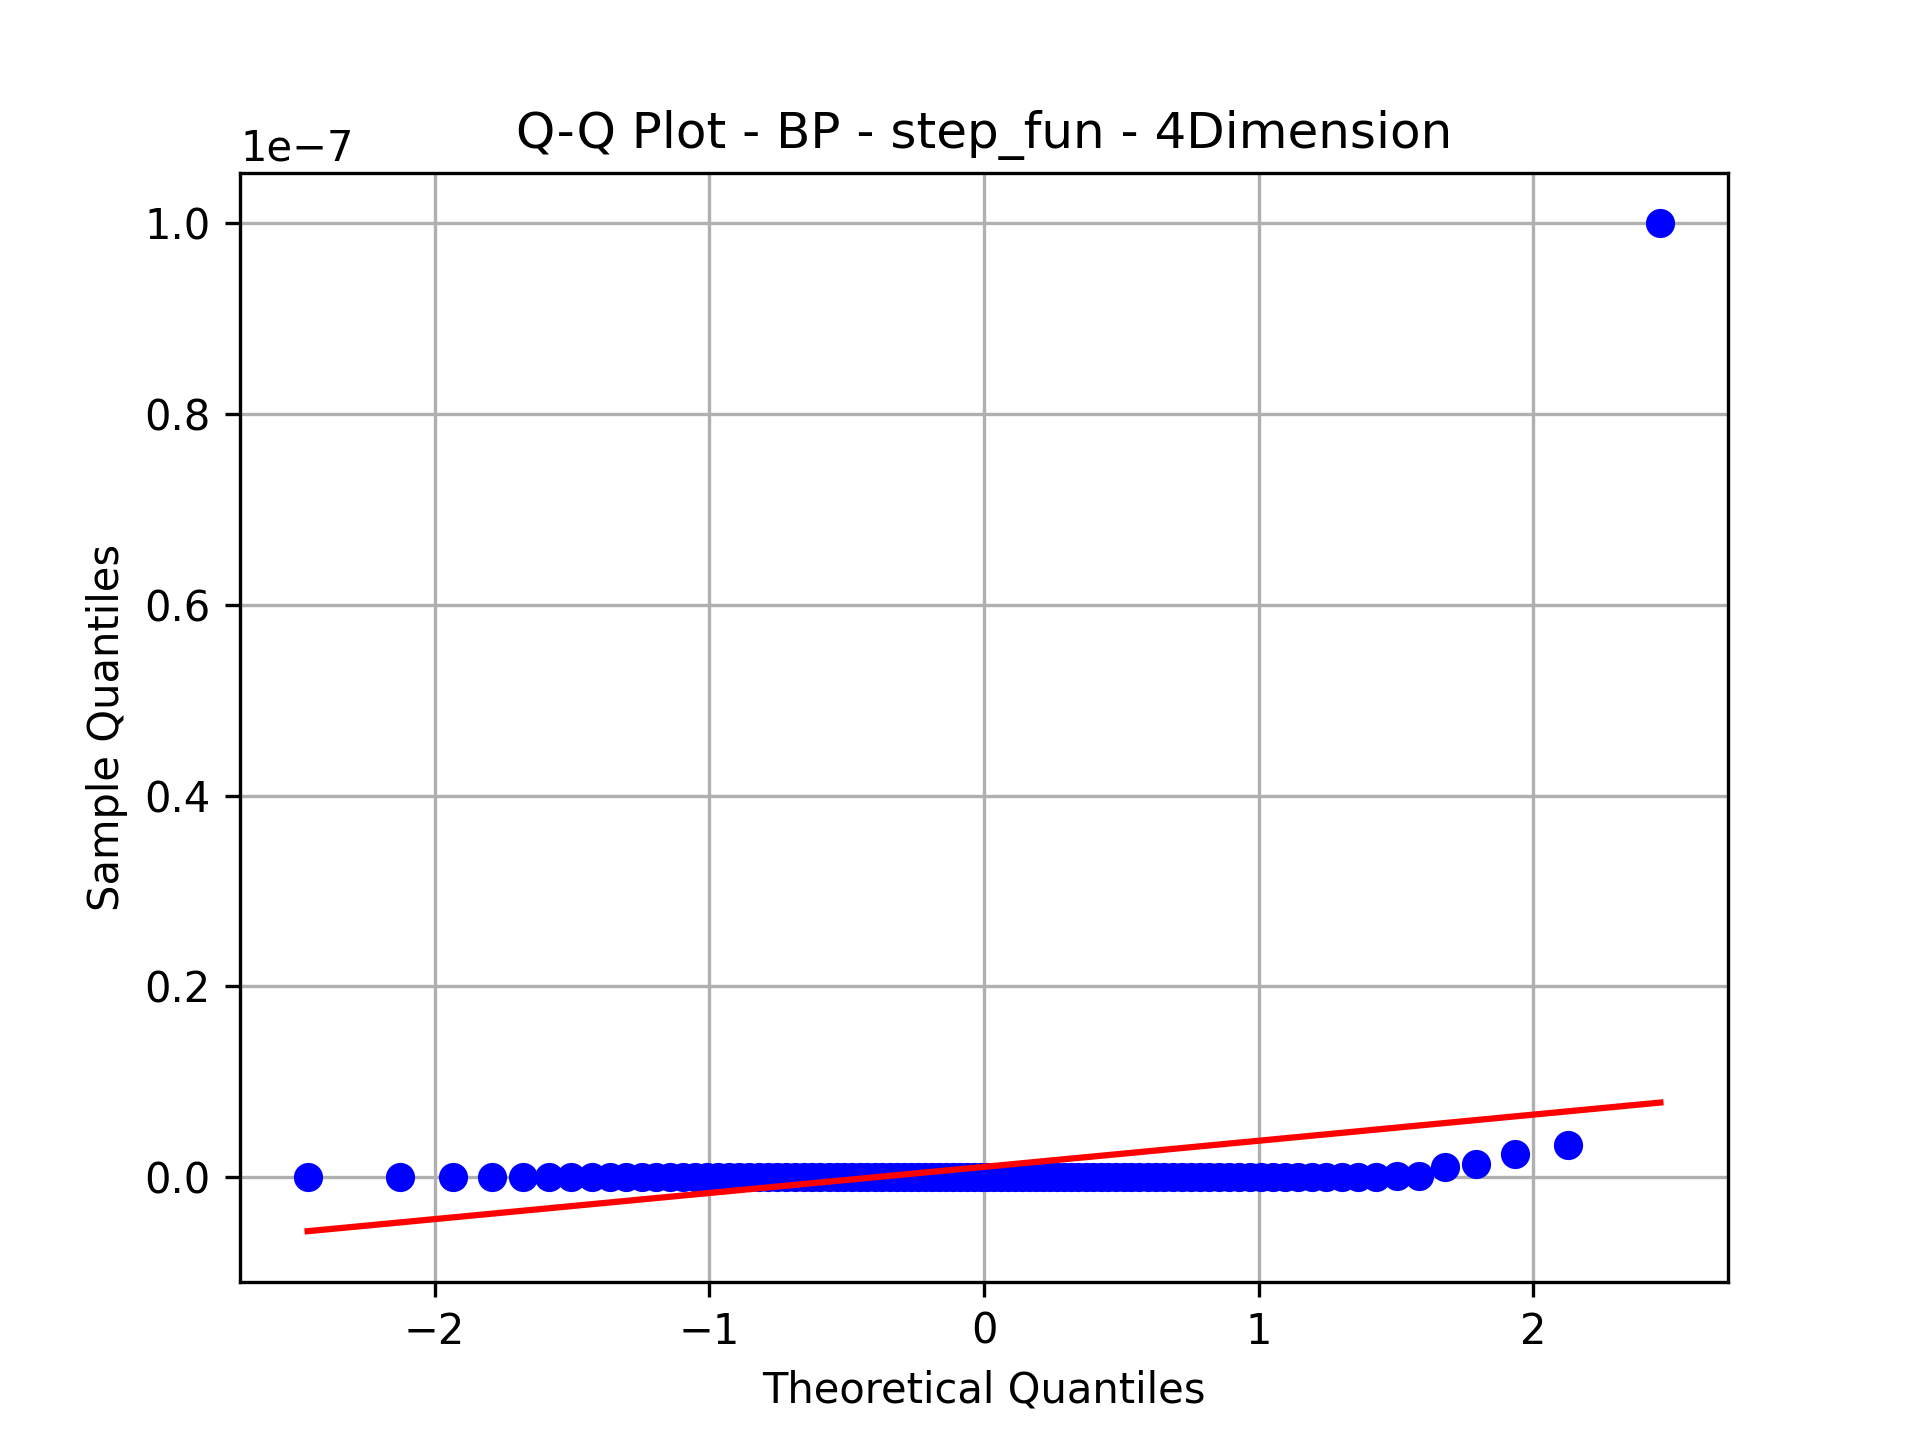 Q-Q Plot - BP - step_fun - 4Dimension
1e−7
1.0
0.8
0.6
0.4
0.2
0.0
Sample Quantiles
−2 −1 0 1 2
Theoretical Quantiles